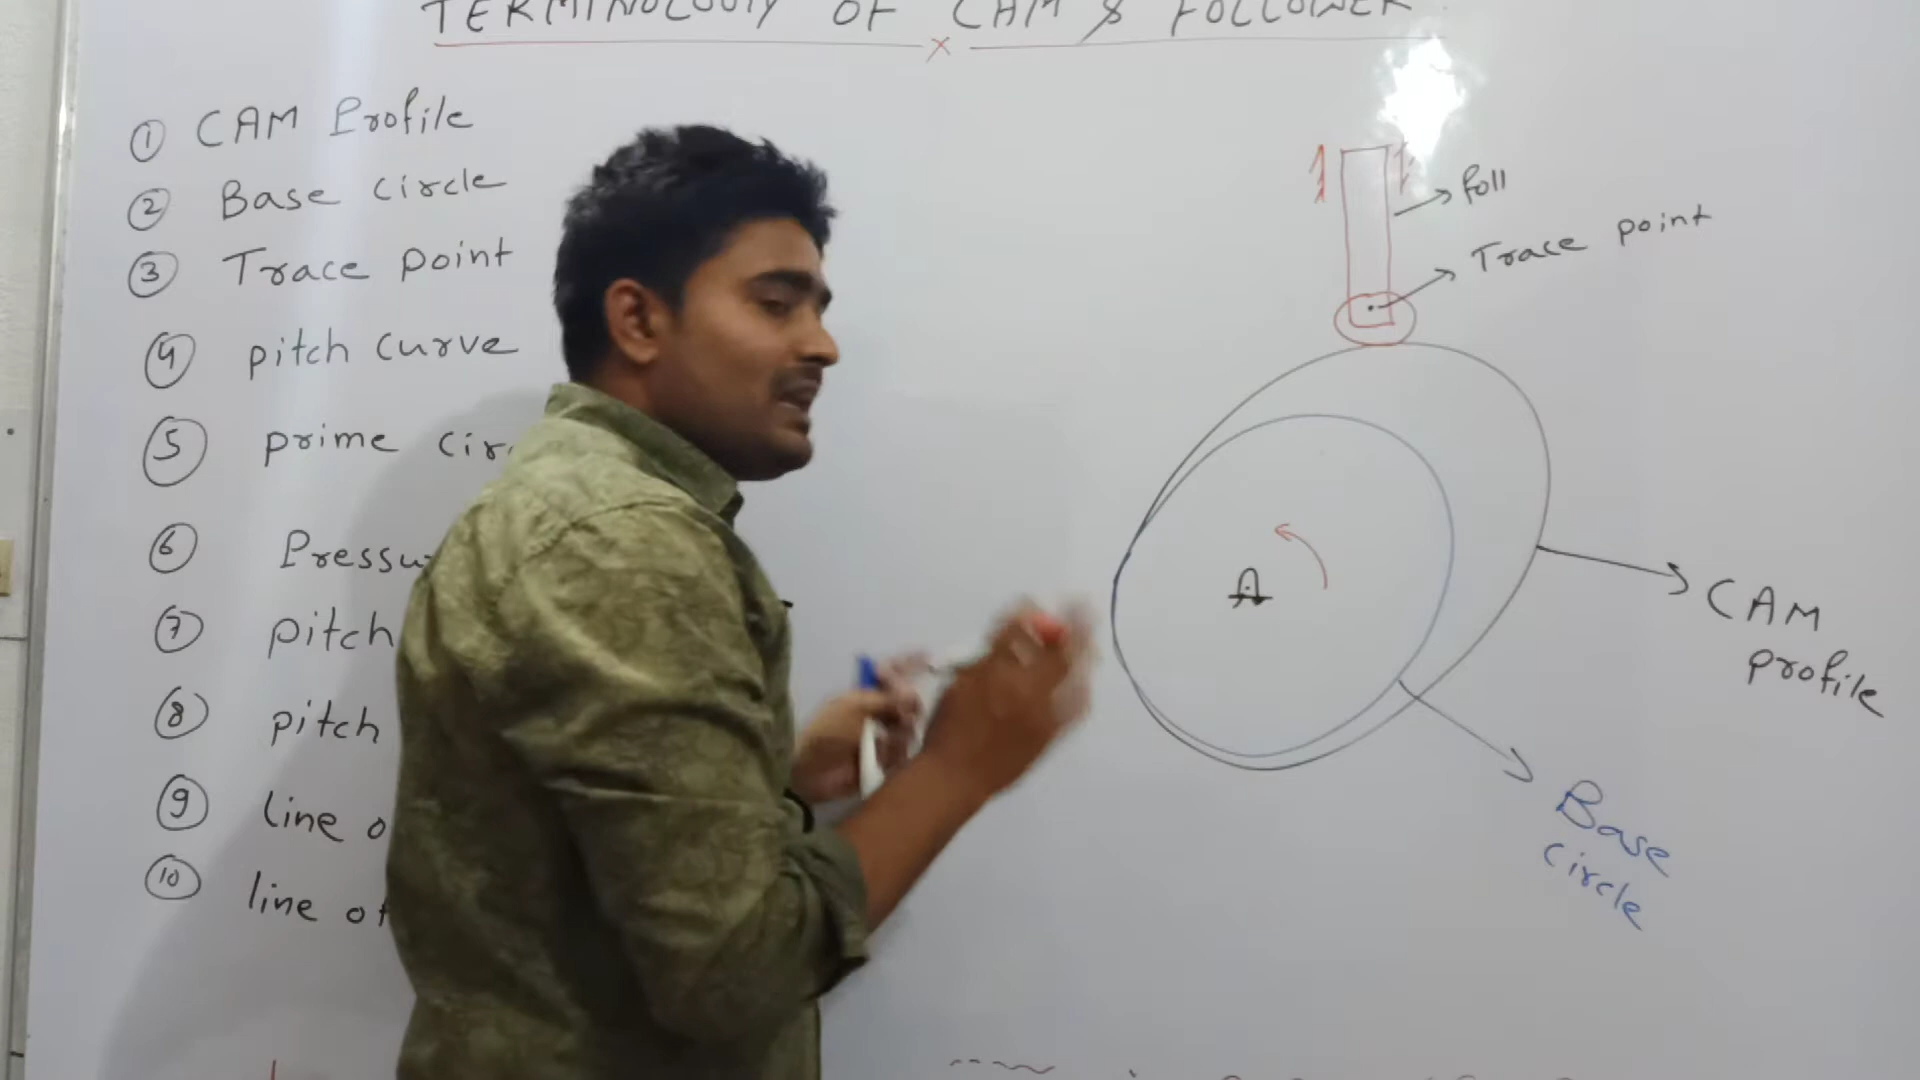 TERMINOLOGY OF CAM & FOLLOWER
① CAM Profile
② Base circle
③ Trace point
④ pitch curve
⑤ prime cir
⑥ Pressu
⑦ pitch
⑧ pitch
⑨ line o
⑩ line of
foll
Trace point
A
CAM
profile
Base
circle